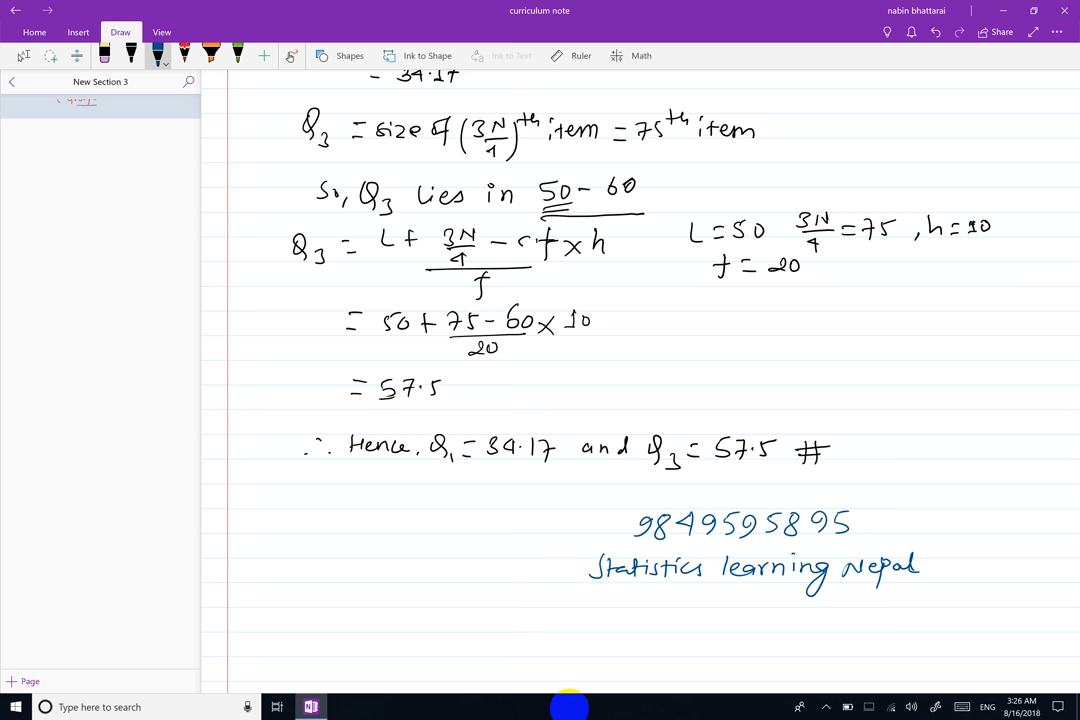 curriculum note
nabin bhattarai
Home Insert Draw View
Share
Shapes Ink to Shape Ink to Text Ruler Math
New Section 3
= 34.17
Q3 = size of (3N/4)th item = 75th item
So, Q3 lies in 50 - 60
L = 50 3N/4 = 75, h = 10
Q3 = L + 3N/4 - cf/f × h
f = 20
= 50 + 75 - 60/20 × 10
= 57.5
∴ Hence, Q1 = 34.17 and Q3 = 57.5 #
9849595895
Statistics learning Nepal
+ Page
Type here to search
ENG
3:26 AM
8/16/2018